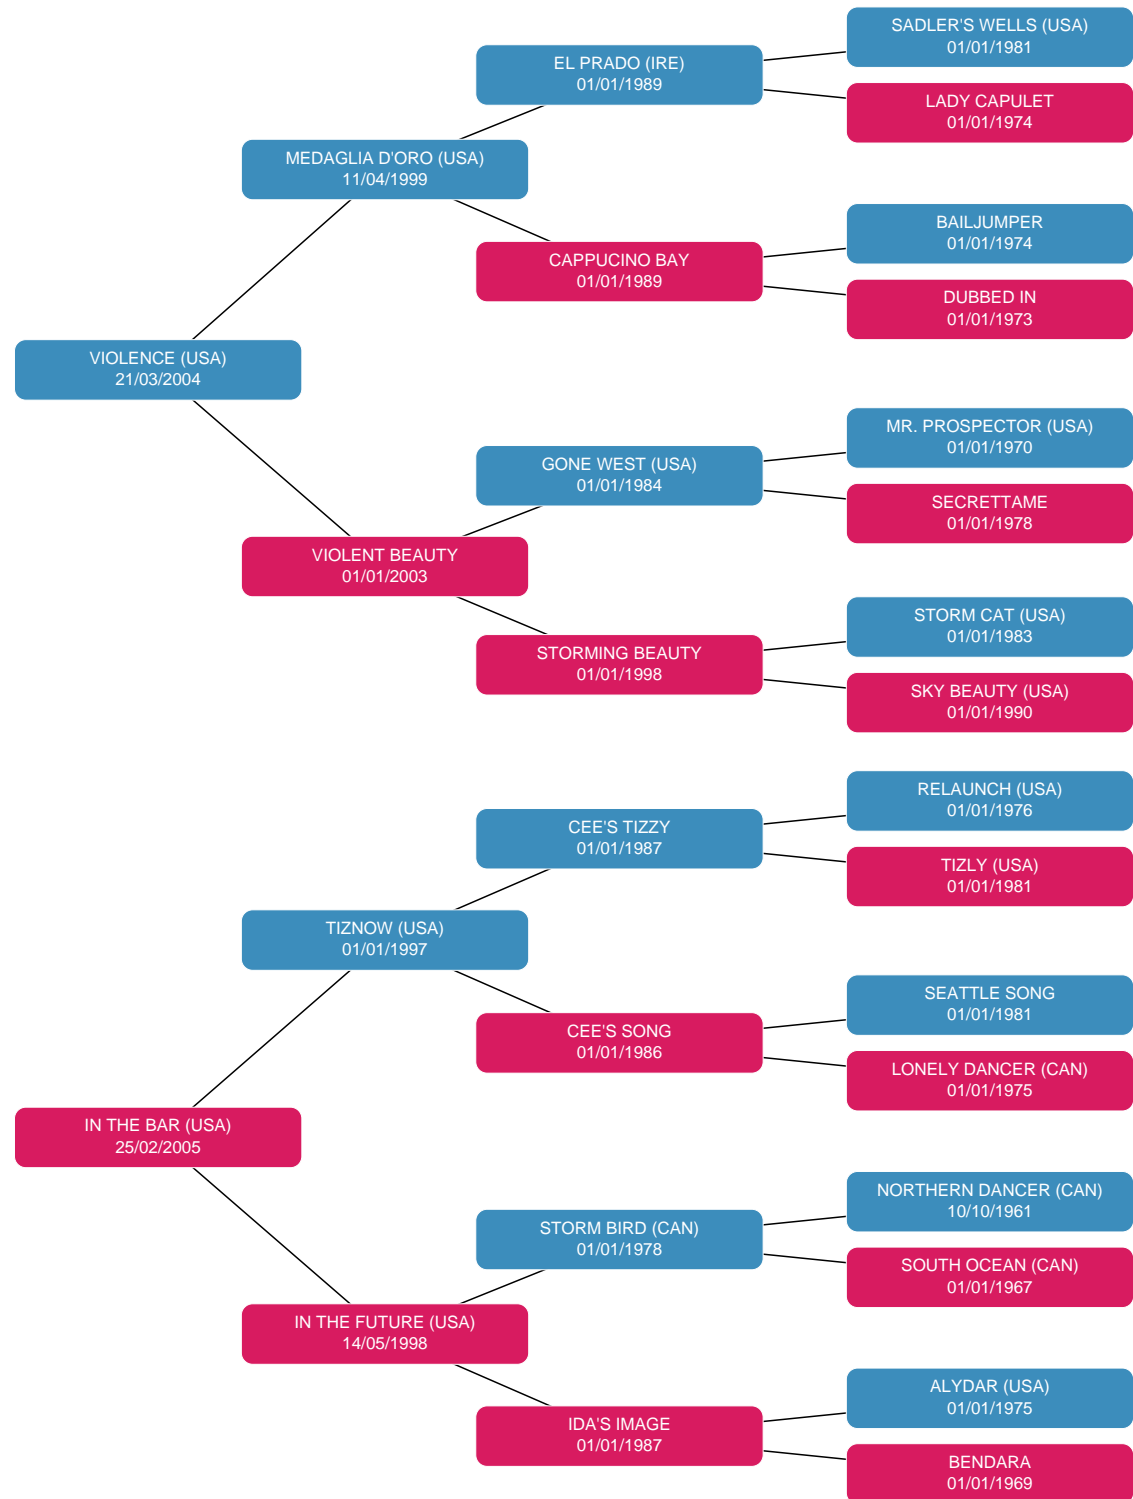 SADLER'S WELLS (USA)
01/01/1981
EL PRADO (IRE)
01/01/1989
LADY CAPULET
01/01/1974
MEDAGLIA D'ORO (USA)
11/04/1999
BAILJUMPER
01/01/1974
CAPPUCINO BAY
01/01/1989
DUBBED IN
01/01/1973
VIOLENCE (USA)
21/03/2004
MR. PROSPECTOR (USA)
01/01/1970
GONE WEST (USA)
01/01/1984
SECRETTAME
01/01/1978
VIOLENT BEAUTY
01/01/2003
STORM CAT (USA)
01/01/1983
STORMING BEAUTY
01/01/1998
SKY BEAUTY (USA)
01/01/1990
RELAUNCH (USA)
01/01/1976
CEE'S TIZZY
01/01/1987
TIZLY (USA)
01/01/1981
TIZNOW (USA)
01/01/1997
SEATTLE SONG
01/01/1981
CEE'S SONG
01/01/1986
LONELY DANCER (CAN)
01/01/1975
IN THE BAR (USA)
25/02/2005
NORTHERN DANCER (CAN)
10/10/1961
STORM BIRD (CAN)
01/01/1978
SOUTH OCEAN (CAN)
01/01/1967
IN THE FUTURE (USA)
14/05/1998
ALYDAR (USA)
01/01/1975
IDA'S IMAGE
01/01/1987
BENDARA
01/01/1969